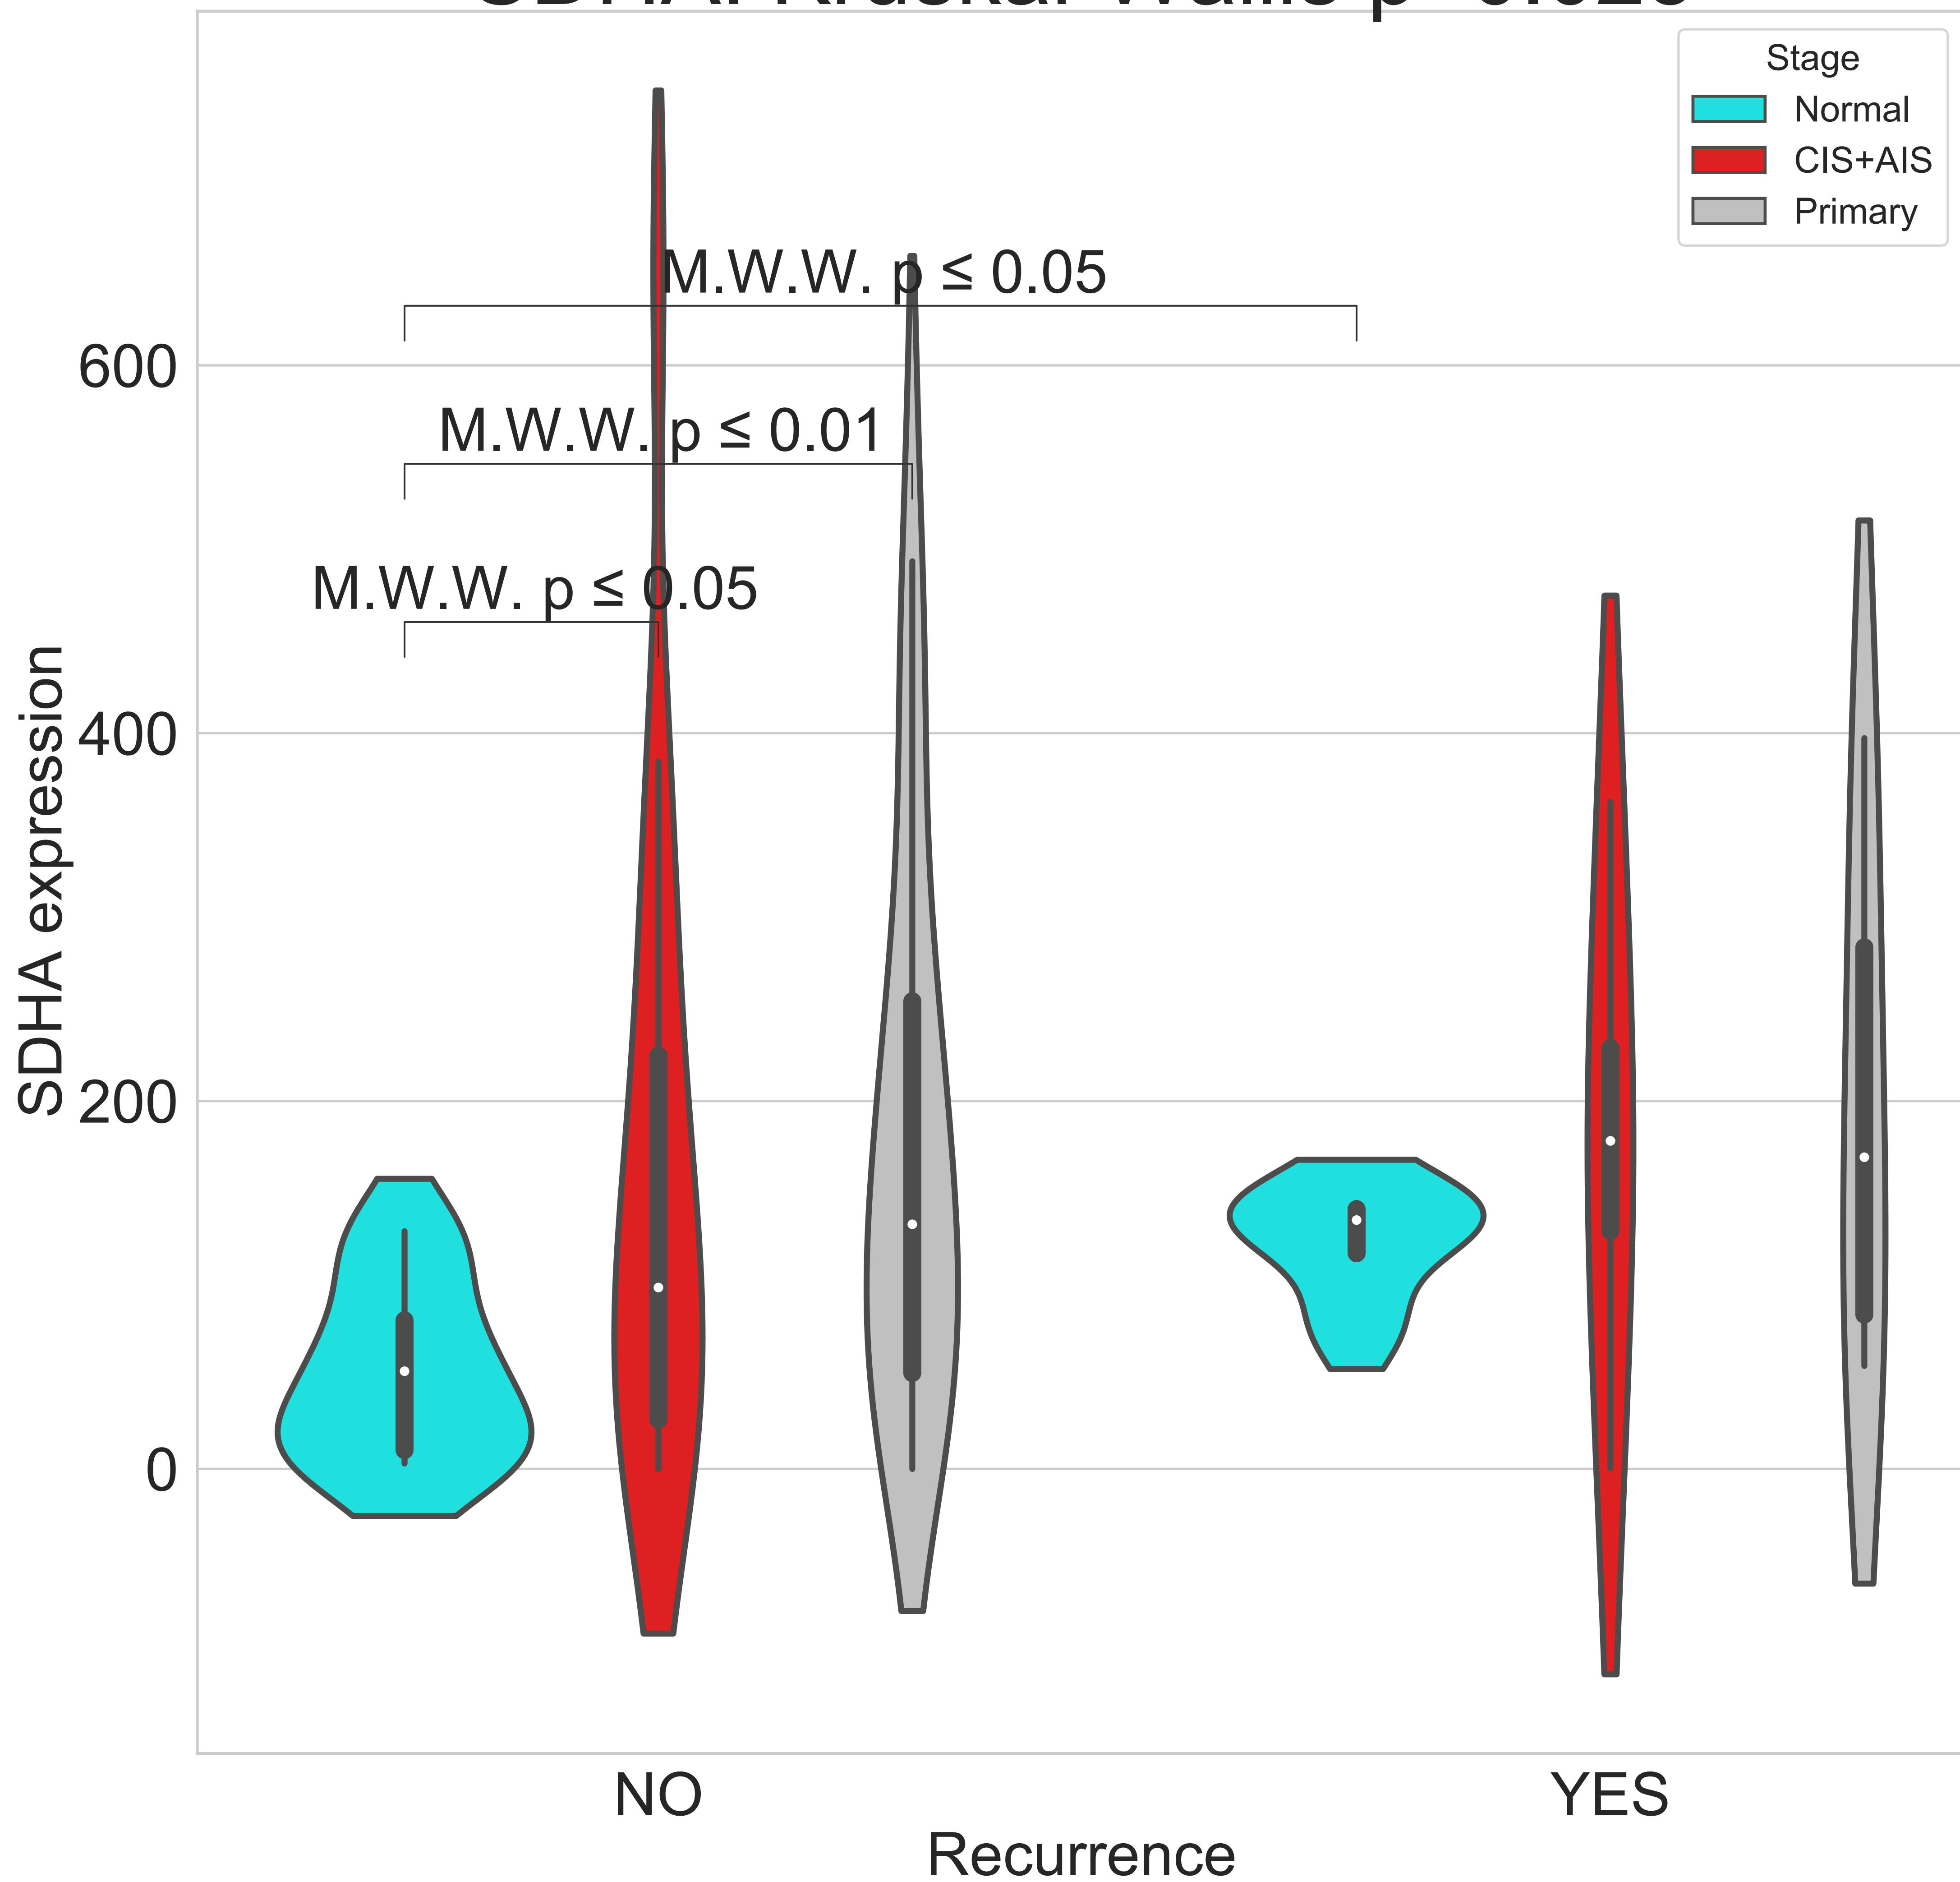 Stage
Normal
CIS+AIS
Primary
M.W.W. p ≤ 0.05
M.W.W. p ≤ 0.01
M.W.W. p ≤ 0.05
SDHA expression
600
400
200
0
NO
YES
Recurrence